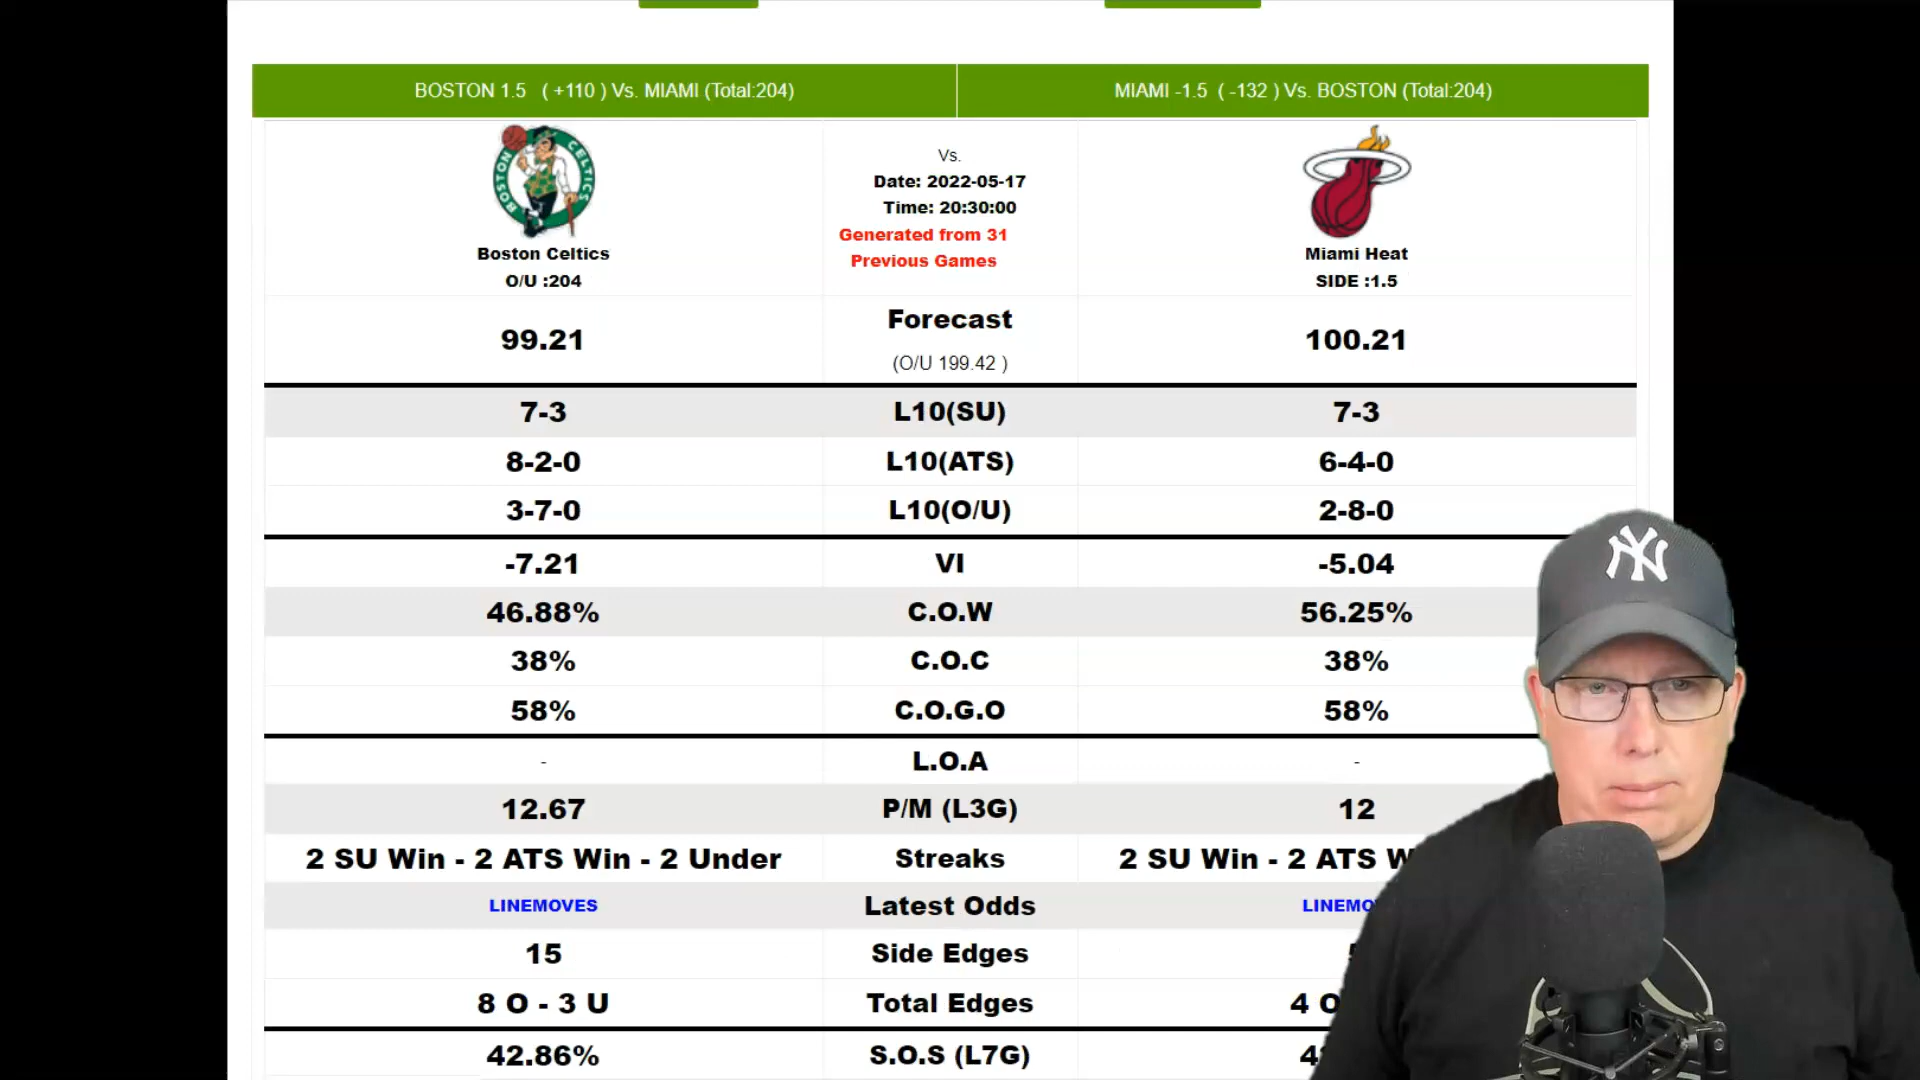 BOSTON 1.5 ( +110 ) Vs. MIAMI (Total:204)
MIAMI -1.5 ( -132 ) Vs. BOSTON (Total:204)
BOSTON CELTICS
Vs.
Date: 2022-05-17
Time: 20:30:00
Generated from 31
Previous Games
Boston Celtics
O/U :204
Miami Heat
SIDE :1.5
99.21
Forecast
(O/U 199.42 )
100.21
7-3 L10(SU) 7-3
8-2-0 L10(ATS) 6-4-0
3-7-0 L10(O/U) 2-8-0
-7.21 VI -5.04
46.88% C.O.W 56.25%
38% C.O.C 38%
58% C.O.G.O 58%
- L.O.A -
12.67 P/M (L3G) 12
2 SU Win - 2 ATS Win - 2 Under Streaks 2 SU Win - 2 ATS
LINEMOVES Latest Odds
15 Side Edges
8 O - 3 U Total Edges 4 O
42.86% S.O.S (L7G)
NY